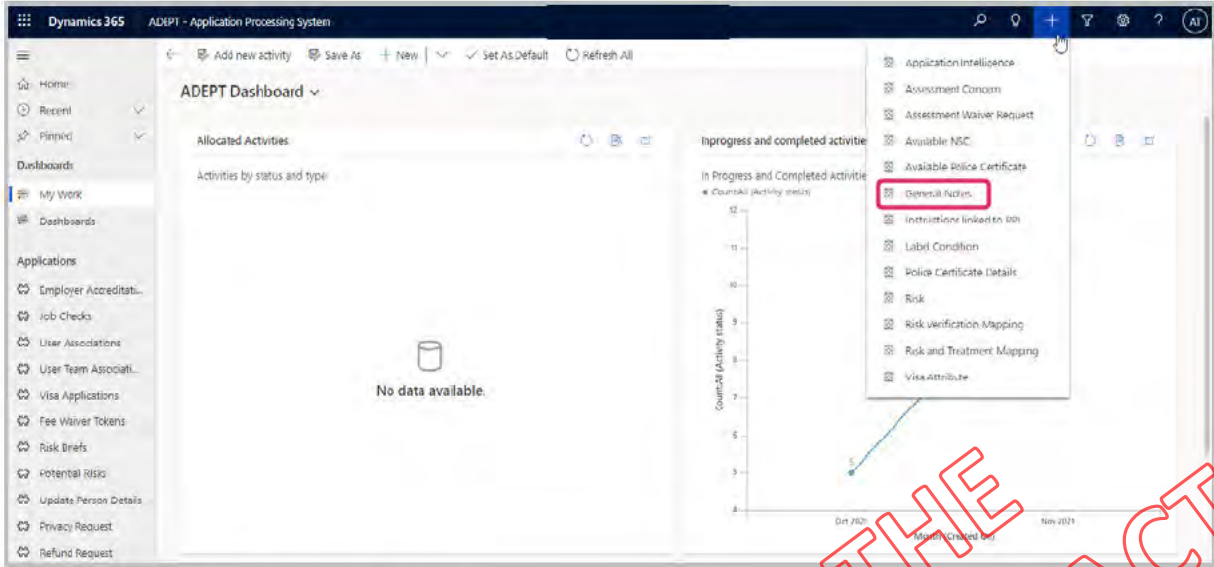 Dynamics 365 ADEPT - Application Processing System
AT
Add new activity Save As + New Set As Default Refresh All
Home
Recent
Pinned
Dashboards
My Work
Dashboards
Applications
Employer Accreditati...
Job Checks
User Associations
User Team Associati...
Visa Applications
Fee Waiver Tokens
Risk Briefs
Potential Risks
Update Person Details
Privacy Request
Refund Request
ADEPT Dashboard
Allocated Activities
Activities by status and type
No data available.
Inprogress and completed activitie
In Progress and Completed Activitie
CountAll (Activity status)
12
11
10
9
8
7
6
5
4
Count:All (Activity status)
5
Oct 2021
Nov 2021
Month (Created On)
Application Intelligence
Assessment Concern
Assessment Waiver Request
Available NSC
Available Police Certificate
General Notes
Instructions linked to
Label Condition
Police Certificate Details
Risk
Risk Verification Mapping
Risk and Treatment Mapping
Visa Attribute
THE
ACT